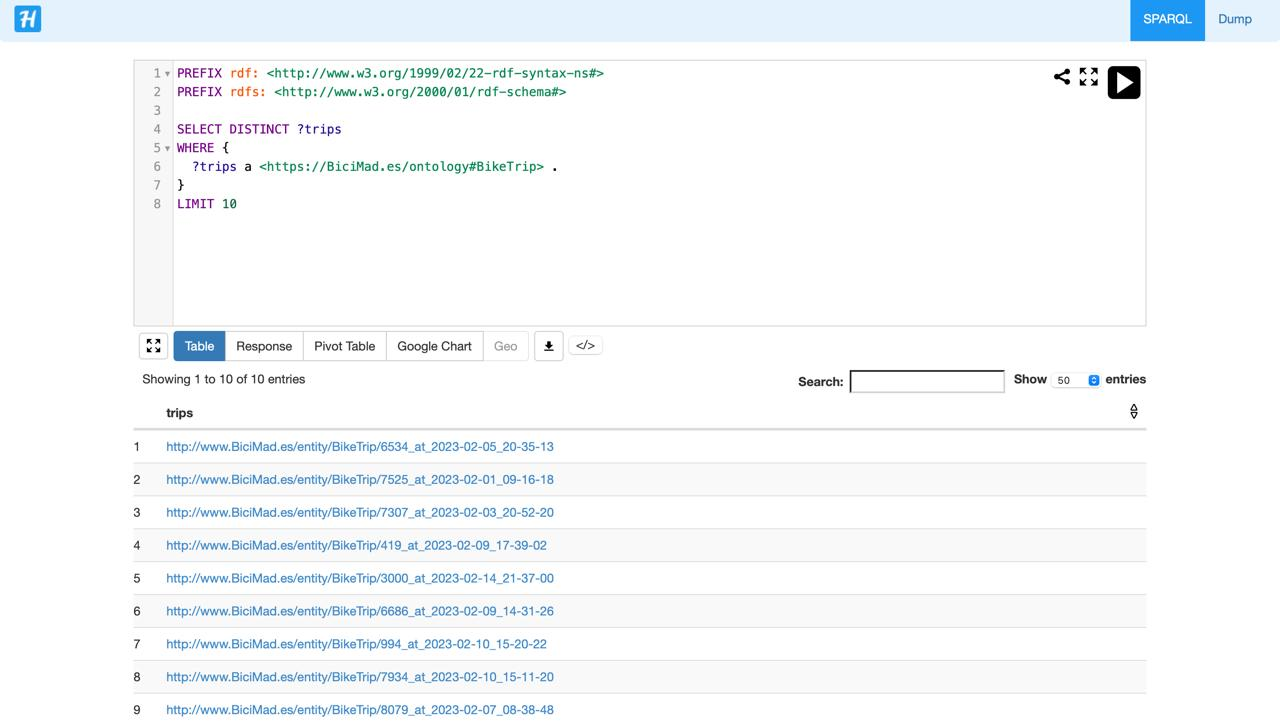 H
SPARQL Dump
1 PREFIX rdf: <http://www.w3.org/1999/02/22-rdf-syntax-ns#>
2 PREFIX rdfs: <http://www.w3.org/2000/01/rdf-schema#>
3
4 SELECT DISTINCT ?trips
5 WHERE {
6 ?trips a <https://BiciMad.es/ontology#BikeTrip> .
7 }
8 LIMIT 10
Table Response Pivot Table Google Chart Geo </>
Showing 1 to 10 of 10 entries Search: Show 50 entries
trips
1 http://www.BiciMad.es/entity/BikeTrip/6534_at_2023-02-05_20-35-13
2 http://www.BiciMad.es/entity/BikeTrip/7525_at_2023-02-01_09-16-18
3 http://www.BiciMad.es/entity/BikeTrip/7307_at_2023-02-03_20-52-20
4 http://www.BiciMad.es/entity/BikeTrip/419_at_2023-02-09_17-39-02
5 http://www.BiciMad.es/entity/BikeTrip/3000_at_2023-02-14_21-37-00
6 http://www.BiciMad.es/entity/BikeTrip/6686_at_2023-02-09_14-31-26
7 http://www.BiciMad.es/entity/BikeTrip/994_at_2023-02-10_15-20-22
8 http://www.BiciMad.es/entity/BikeTrip/7934_at_2023-02-10_15-11-20
9 http://www.BiciMad.es/entity/BikeTrip/8079_at_2023-02-07_08-38-48